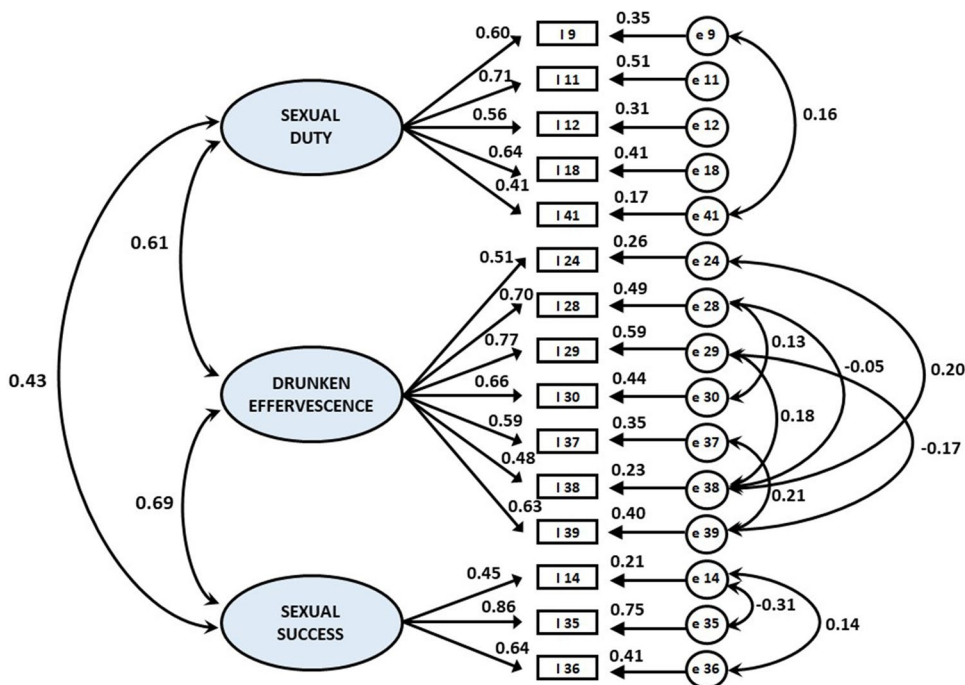 0.60 I 9 0.35 e 9
0.71 I 11 0.51 e 11
SEXUAL
DUTY
0.56 I 12 0.31 e 12
0.16
0.64 I 18 0.41 e 18
0.41 I 41 0.17 e 41
0.61
0.51 I 24 0.26 e 24
0.70 I 28 0.49 e 28
0.77 I 29 0.59 e 29
0.13
-0.05
0.20
0.43
DRUNKEN
EFFERVESCENCE
0.66 I 30 0.44 e 30
0.18
0.59 I 37 0.35 e 37
-0.17
0.48 I 38 0.23 e 38
0.21
0.69
0.63 I 39 0.40 e 39
0.45 I 14 0.21 e 14
-0.31
SEXUAL
SUCCESS
0.86 I 35 0.75 e 35
0.14
0.64 I 36 0.41 e 36